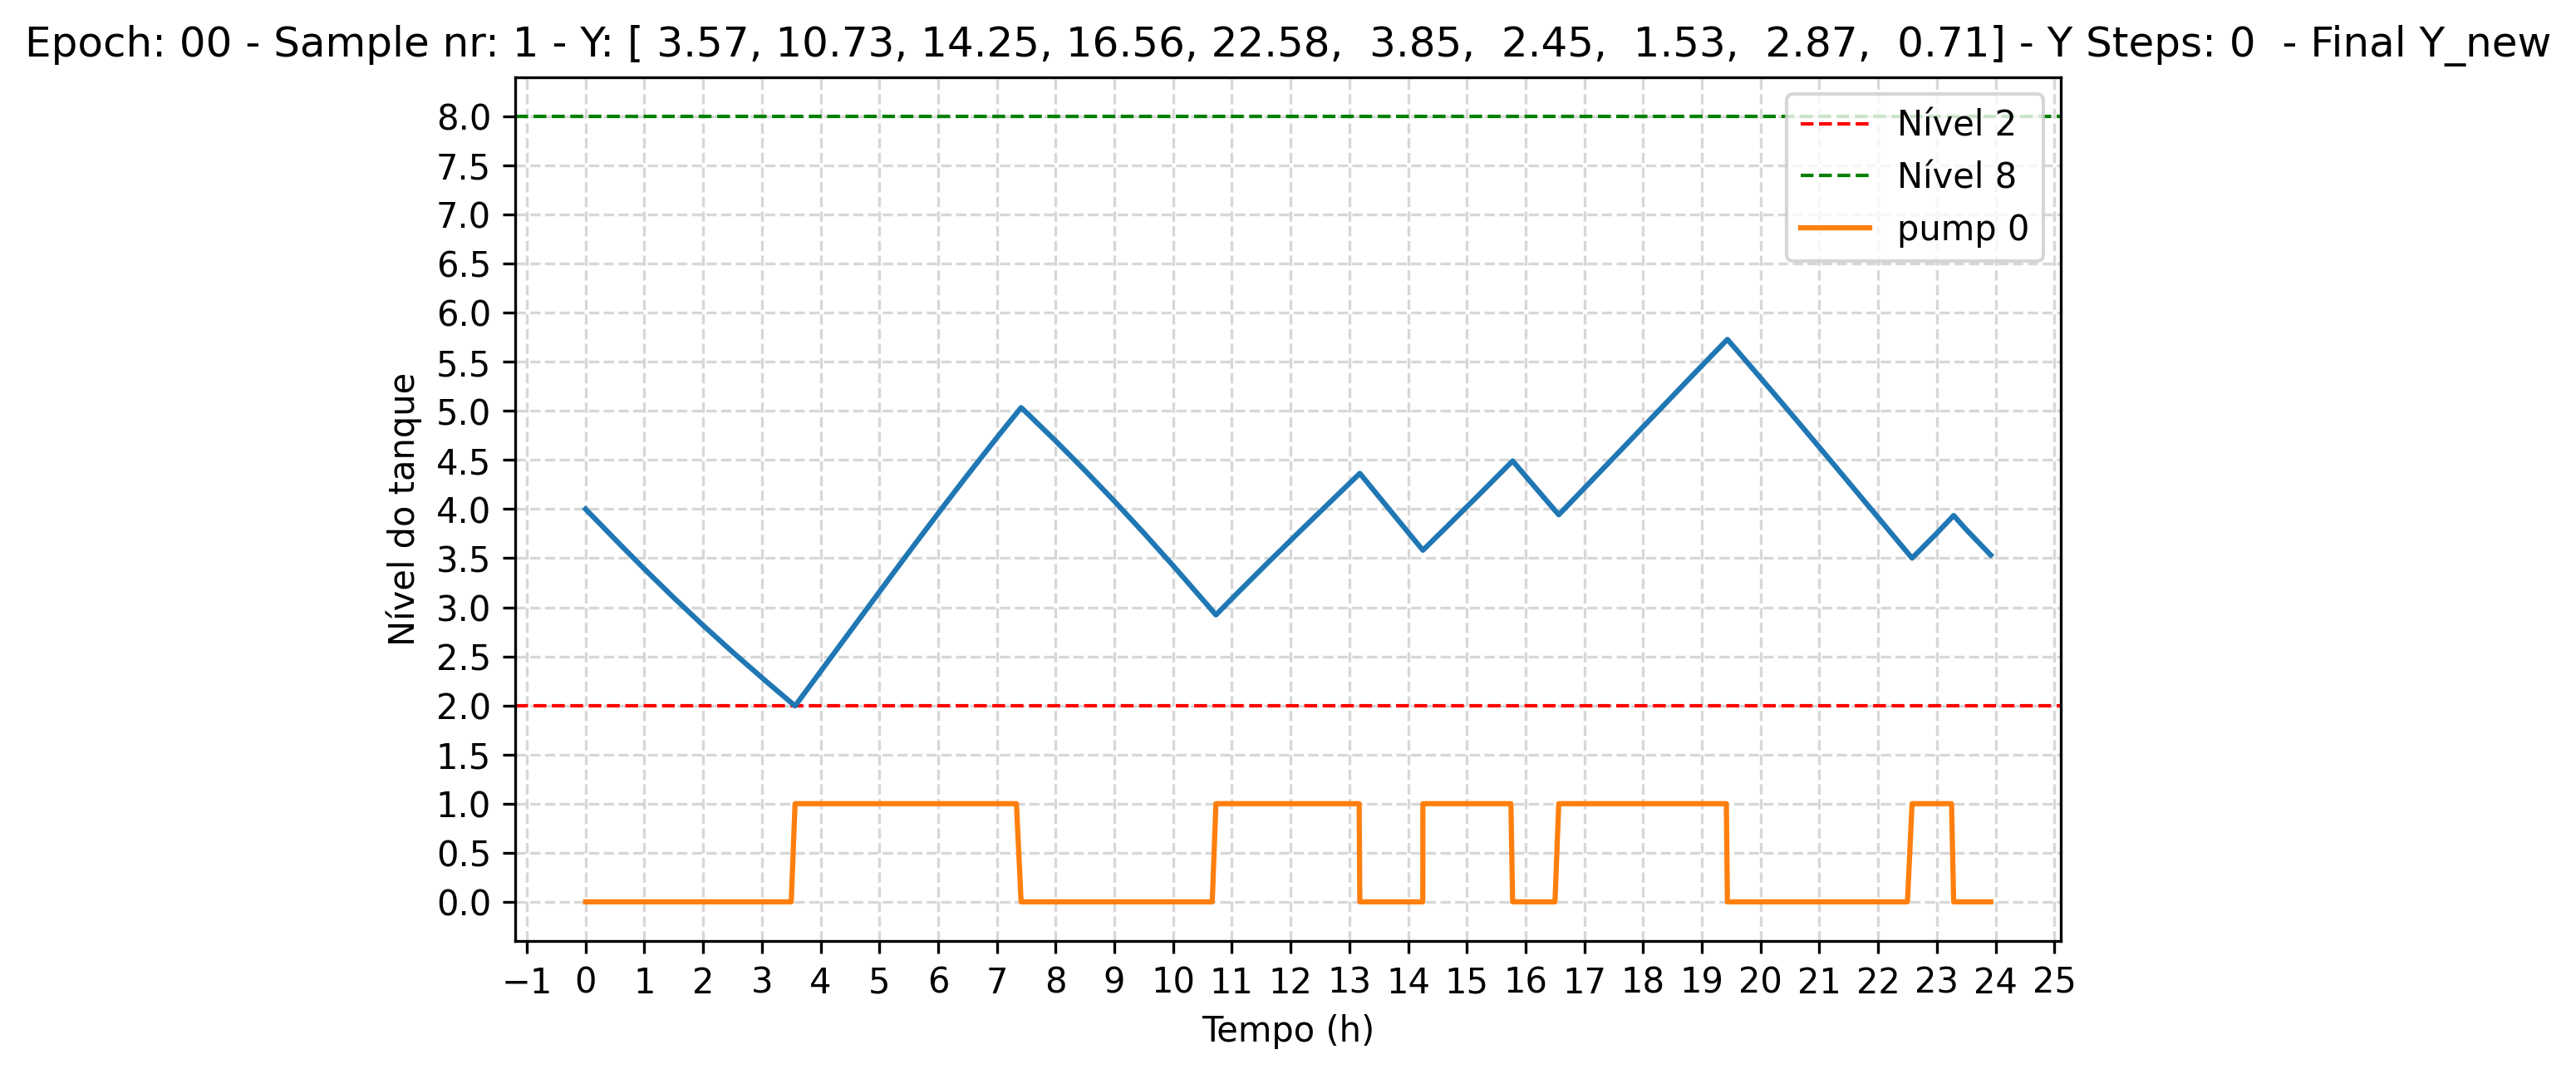 Epoch: 00 - Sample nr: 1 - Y: [ 3.57, 10.73, 14.25, 16.56, 22.58,  3.85,  2.45,  1.53,  2.87,  0.71] - Y Steps: 0  - Final Y_new
8.0
7.5
7.0
6.5
6.0
5.5
5.0
4.5
4.0
3.5
3.0
2.5
2.0
1.5
1.0
0.5
0.0
Nível do tanque
Nível 2
Nível 8
pump 0
−1 0 1 2 3 4 5 6 7 8 9 10 11 12 13 14 15 16 17 18 19 20 21 22 23 24 25
Tempo (h)